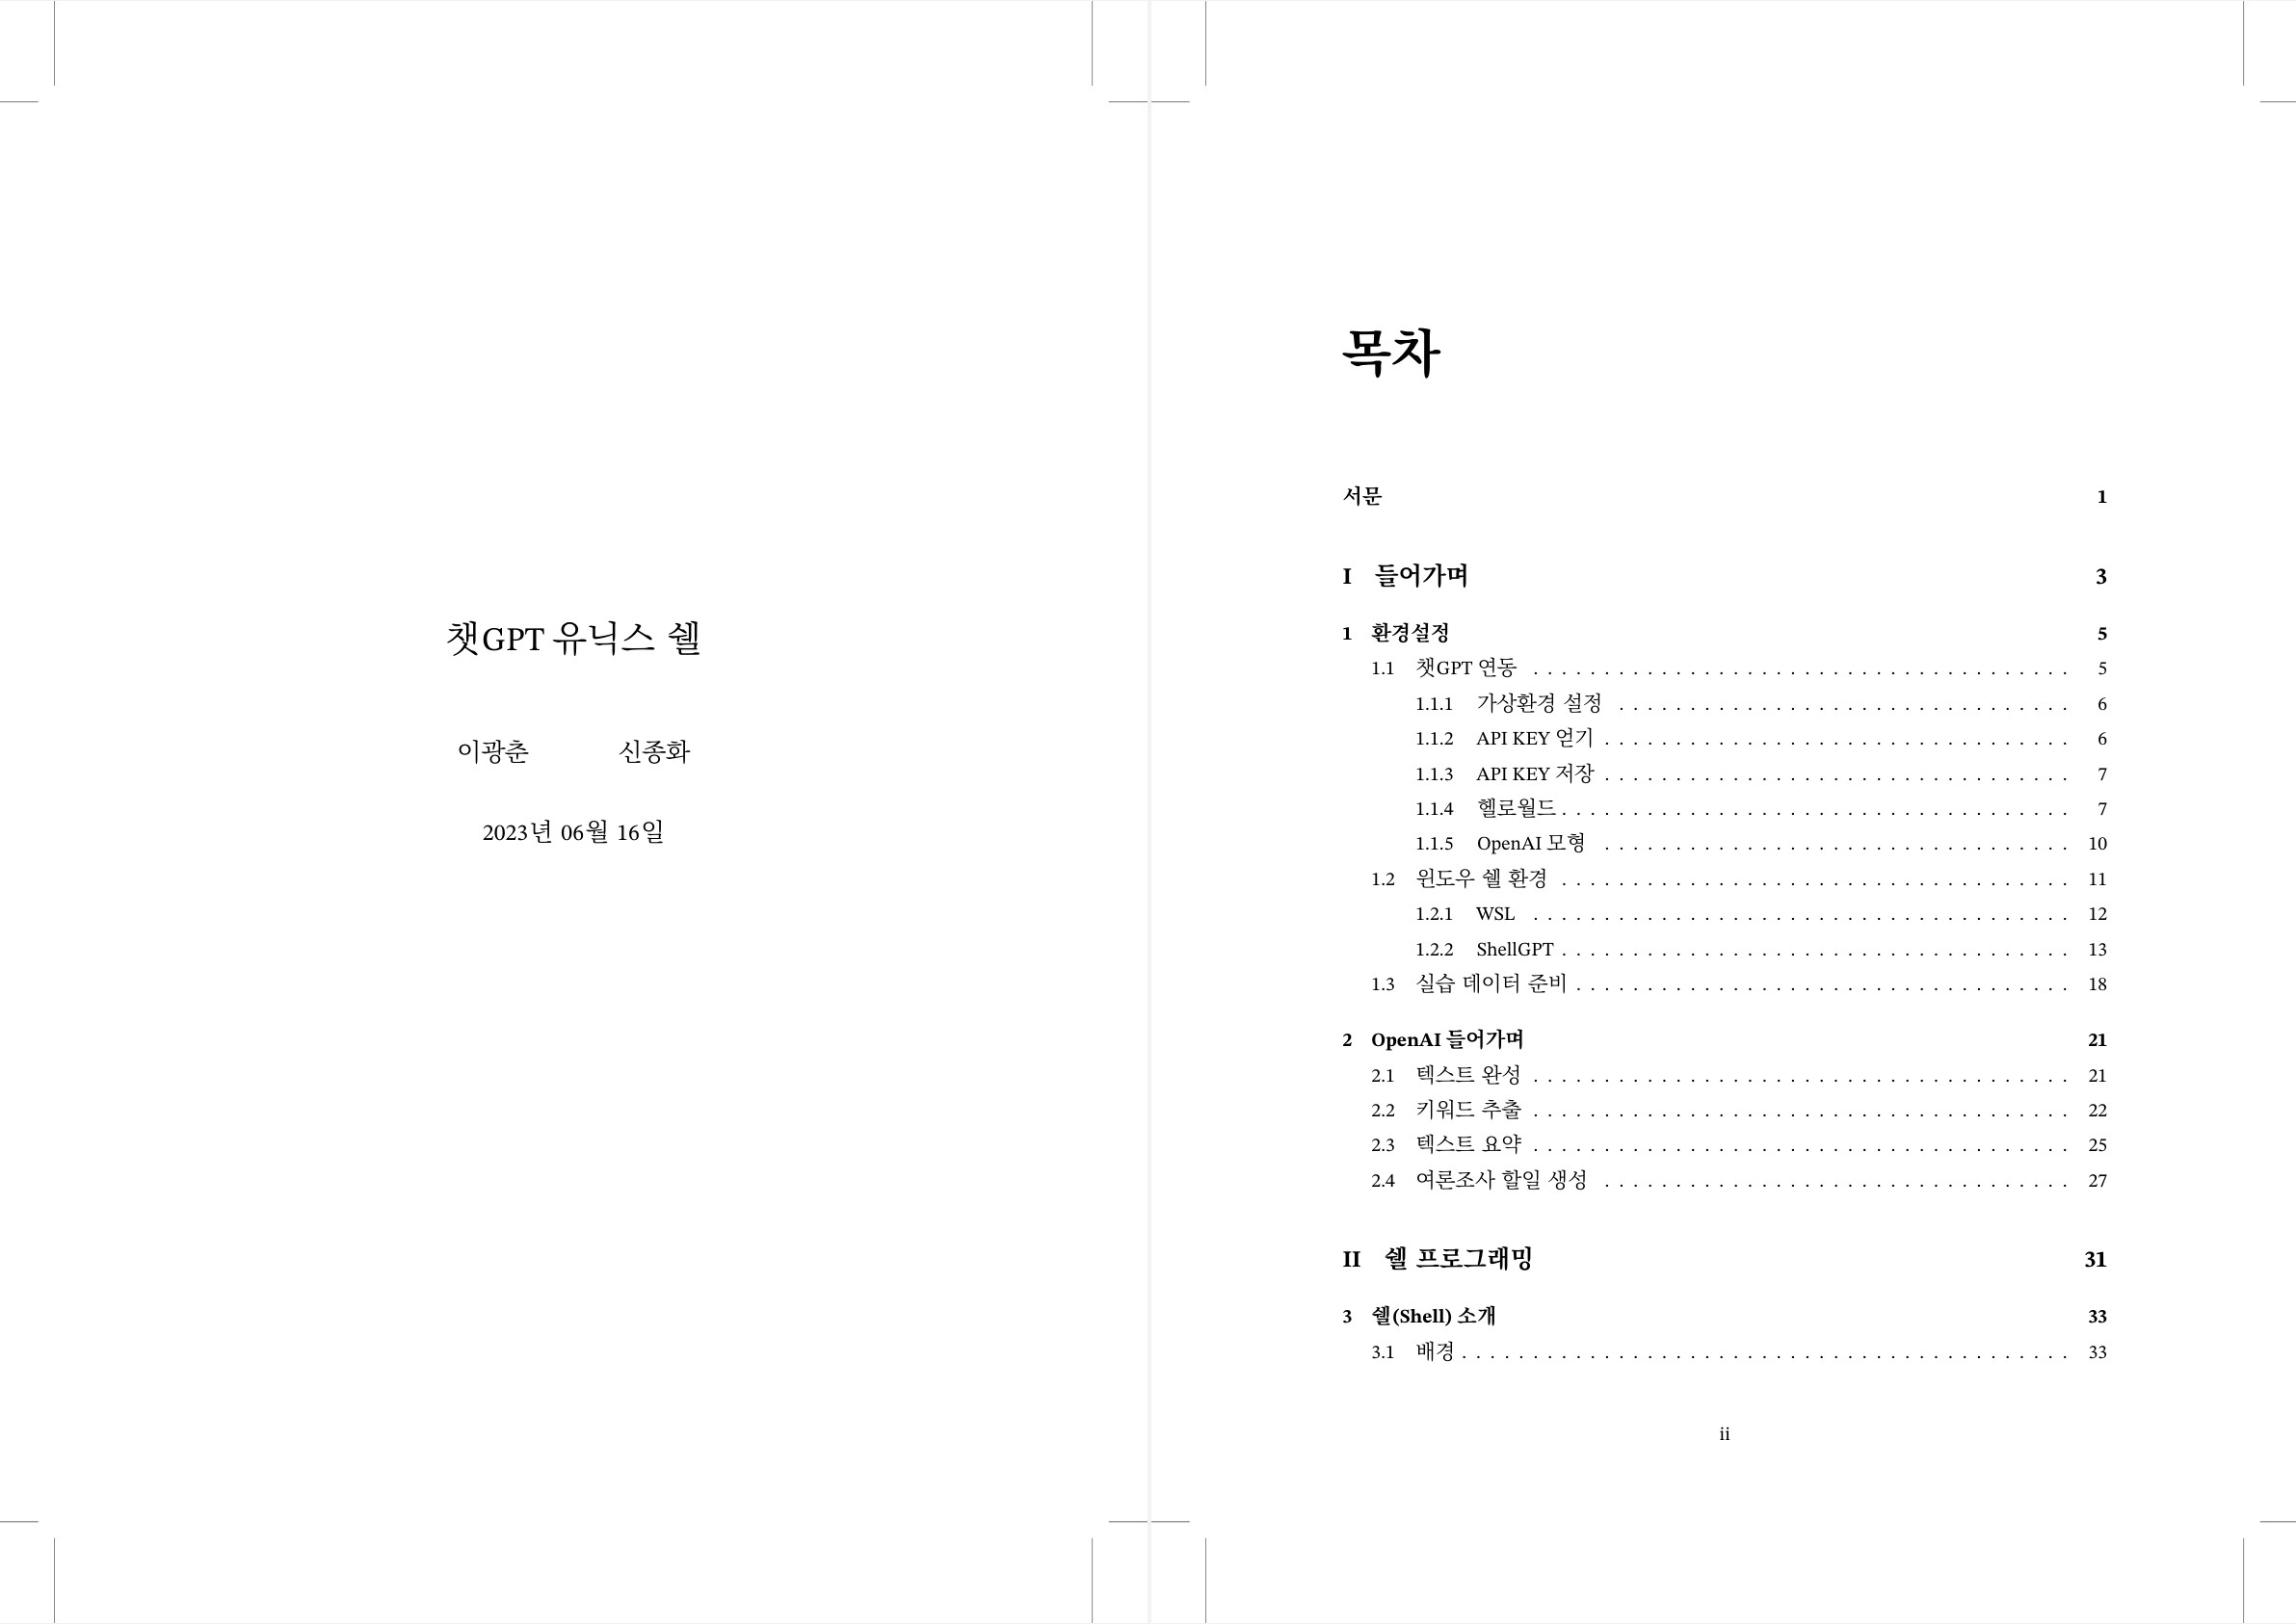 챗GPT 유닉스 쉘
이광춘 신종화
2023년 06월 16일
목차
서문 1
I 들어가며 3
1 환경설정 5
1.1 챗GPT 연동 . . . . . . . . . . . . . . . . . . . . . . . . . . . . . . . . . . . . . . 5
1.1.1 가상환경 설정 . . . . . . . . . . . . . . . . . . . . . . . . . . . . . . . . 6
1.1.2 API KEY 얻기 . . . . . . . . . . . . . . . . . . . . . . . . . . . . . . . . . 6
1.1.3 API KEY 저장 . . . . . . . . . . . . . . . . . . . . . . . . . . . . . . . . . 7
1.1.4 헬로월드 . . . . . . . . . . . . . . . . . . . . . . . . . . . . . . . . . . . . 7
1.1.5 OpenAI 모형 . . . . . . . . . . . . . . . . . . . . . . . . . . . . . . . . . 10
1.2 윈도우 쉘 환경 . . . . . . . . . . . . . . . . . . . . . . . . . . . . . . . . . . . . 11
1.2.1 WSL . . . . . . . . . . . . . . . . . . . . . . . . . . . . . . . . . . . . . . 12
1.2.2 ShellGPT . . . . . . . . . . . . . . . . . . . . . . . . . . . . . . . . . . . . 13
1.3 실습 데이터 준비 . . . . . . . . . . . . . . . . . . . . . . . . . . . . . . . . . . . 18
2 OpenAI 들어가며 21
2.1 텍스트 완성 . . . . . . . . . . . . . . . . . . . . . . . . . . . . . . . . . . . . . . 21
2.2 키워드 추출 . . . . . . . . . . . . . . . . . . . . . . . . . . . . . . . . . . . . . . 22
2.3 텍스트 요약 . . . . . . . . . . . . . . . . . . . . . . . . . . . . . . . . . . . . . . 25
2.4 여론조사 할일 생성 . . . . . . . . . . . . . . . . . . . . . . . . . . . . . . . . . 27
II 쉘 프로그래밍 31
3 쉘(Shell) 소개 33
3.1 배경 . . . . . . . . . . . . . . . . . . . . . . . . . . . . . . . . . . . . . . . . . . . 33
ii